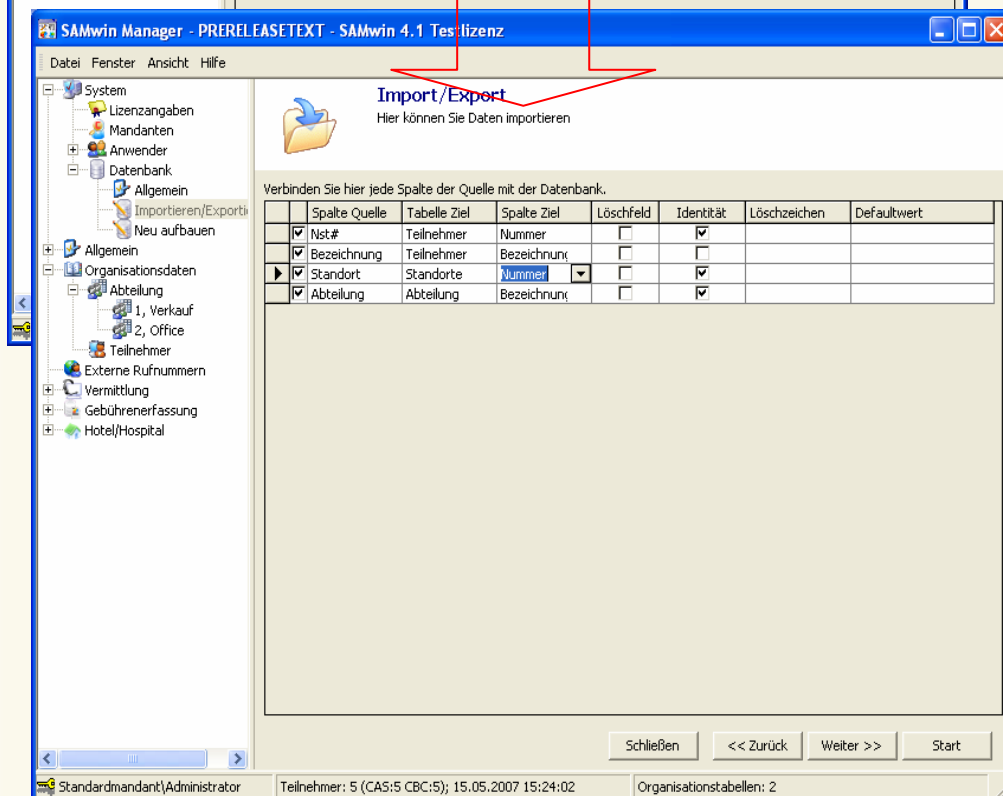 SAMwin Manager - PRERELEASETEXT - SAMwin 4.1 Testlizenz
Datei Fenster Ansicht Hilfe
System
Lizenzangaben
Mandanten
Anwender
Datenbank
Allgemein
Importieren/Exporti
Neu aufbauen
Allgemein
Organisationsdaten
Abteilung
1, Verkauf
2, Office
Teilnehmer
Externe Rufnummern
Vermittlung
Gebührenerfassung
Hotel/Hospital
Import/Export
Hier können Sie Daten importieren
Verbinden Sie hier jede Spalte der Quelle mit der Datenbank.
Spalte Quelle Tabelle Ziel Spalte Ziel Löschfeld Identität Löschzeichen Defaultwert
Nst# Teilnehmer Nummer
Bezeichnung Teilnehmer Bezeichnung
Standort Standorte Nummer
Abteilung Abteilung Bezeichnung
Schließen << Zurück Weiter >> Start
Standardmandant\Administrator Teilnehmer: 5 (CAS:5 CBC:5); 15.05.2007 15:24:02 Organisationstabellen: 2